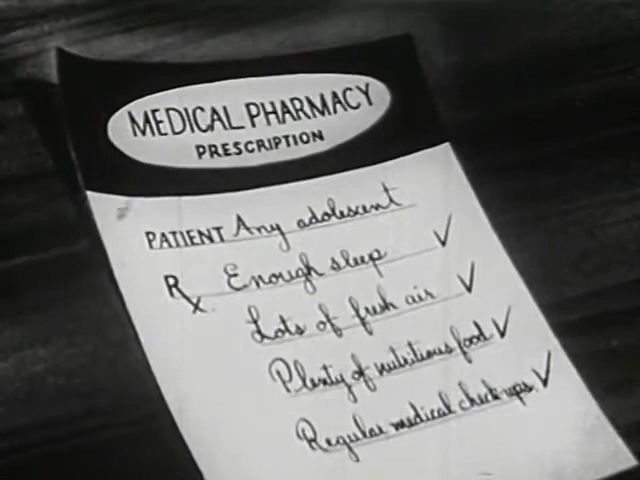 MEDICAL PHARMACY
PRESCRIPTION
PATIENT Any adolescent
Rx Enough sleep ✓
Lots of fresh air ✓
Plenty of nutritious food ✓
Regular medical check-ups. ✓